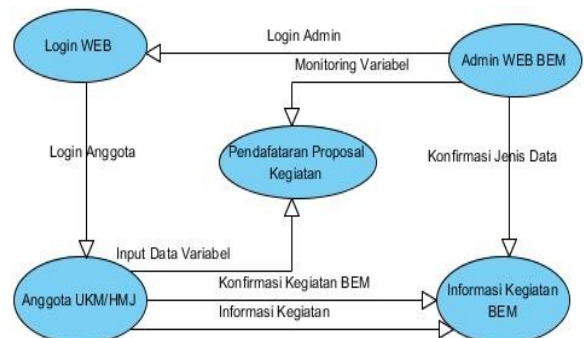 Login WEB
Login Admin
Admin WEB BEM
Monitoring Variabel
Login Anggota
Pendafataran Proposal
Kegiatan
Konfirmasi Jenis Data
Input Data Variabel
Anggota UKM/HMJ
Konfirmasi Kegiatan BEM
Informasi Kegiatan
Informasi Kegiatan
BEM